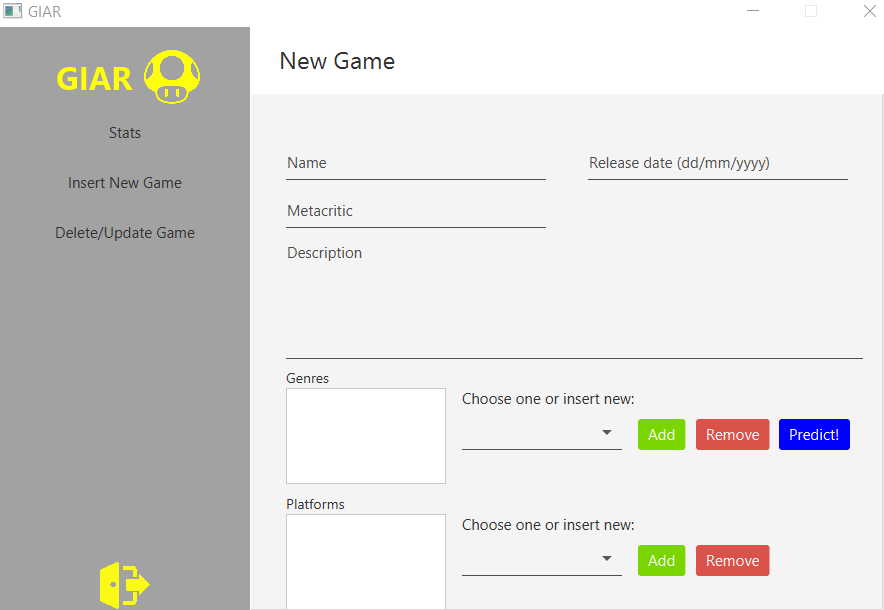 GIAR
GIAR
Stats
Insert New Game
Delete/Update Game
New Game
Name
Release date (dd/mm/yyyy)
Metacritic
Description
Genres
Choose one or insert new:
Add Remove Predict!
Platforms
Choose one or insert new:
Add Remove